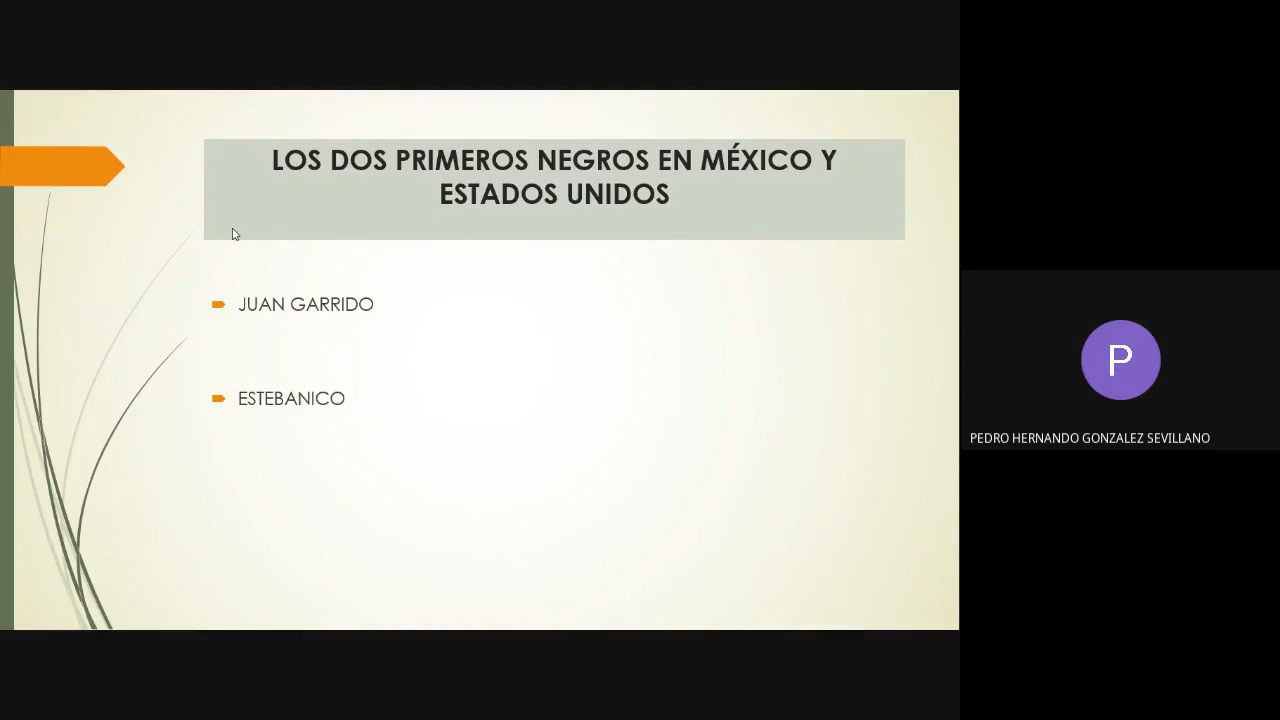 LOS DOS PRIMEROS NEGROS EN MÉXICO Y
ESTADOS UNIDOS
JUAN GARRIDO
ESTEBANICO
P
PEDRO HERNANDO GONZALEZ SEVILLANO